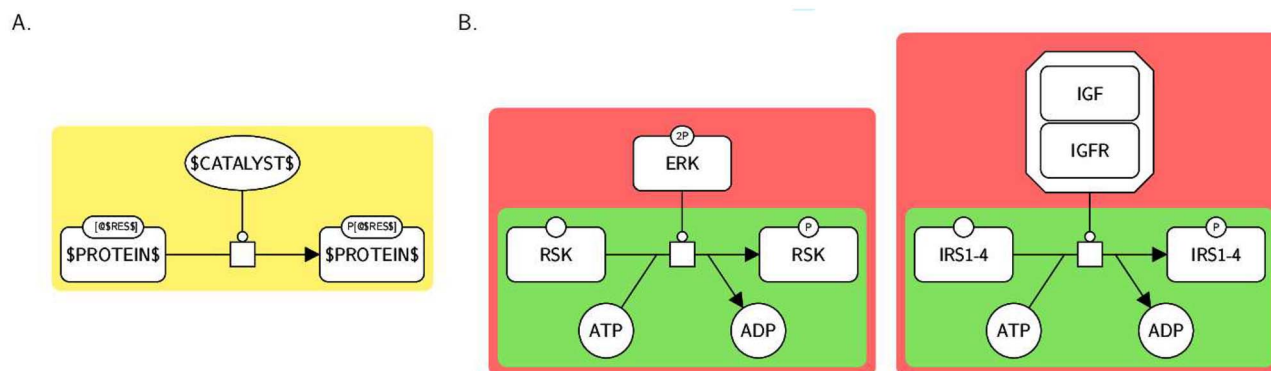 A.
B.
$CATALYST$
[@$RES$]
P[@$RES$]
$PROTEIN$
$PROTEIN$
2P
ERK
P
RSK
RSK
ATP
ADP
IGF
IGFR
P
IRS1-4
IRS1-4
ATP
ADP